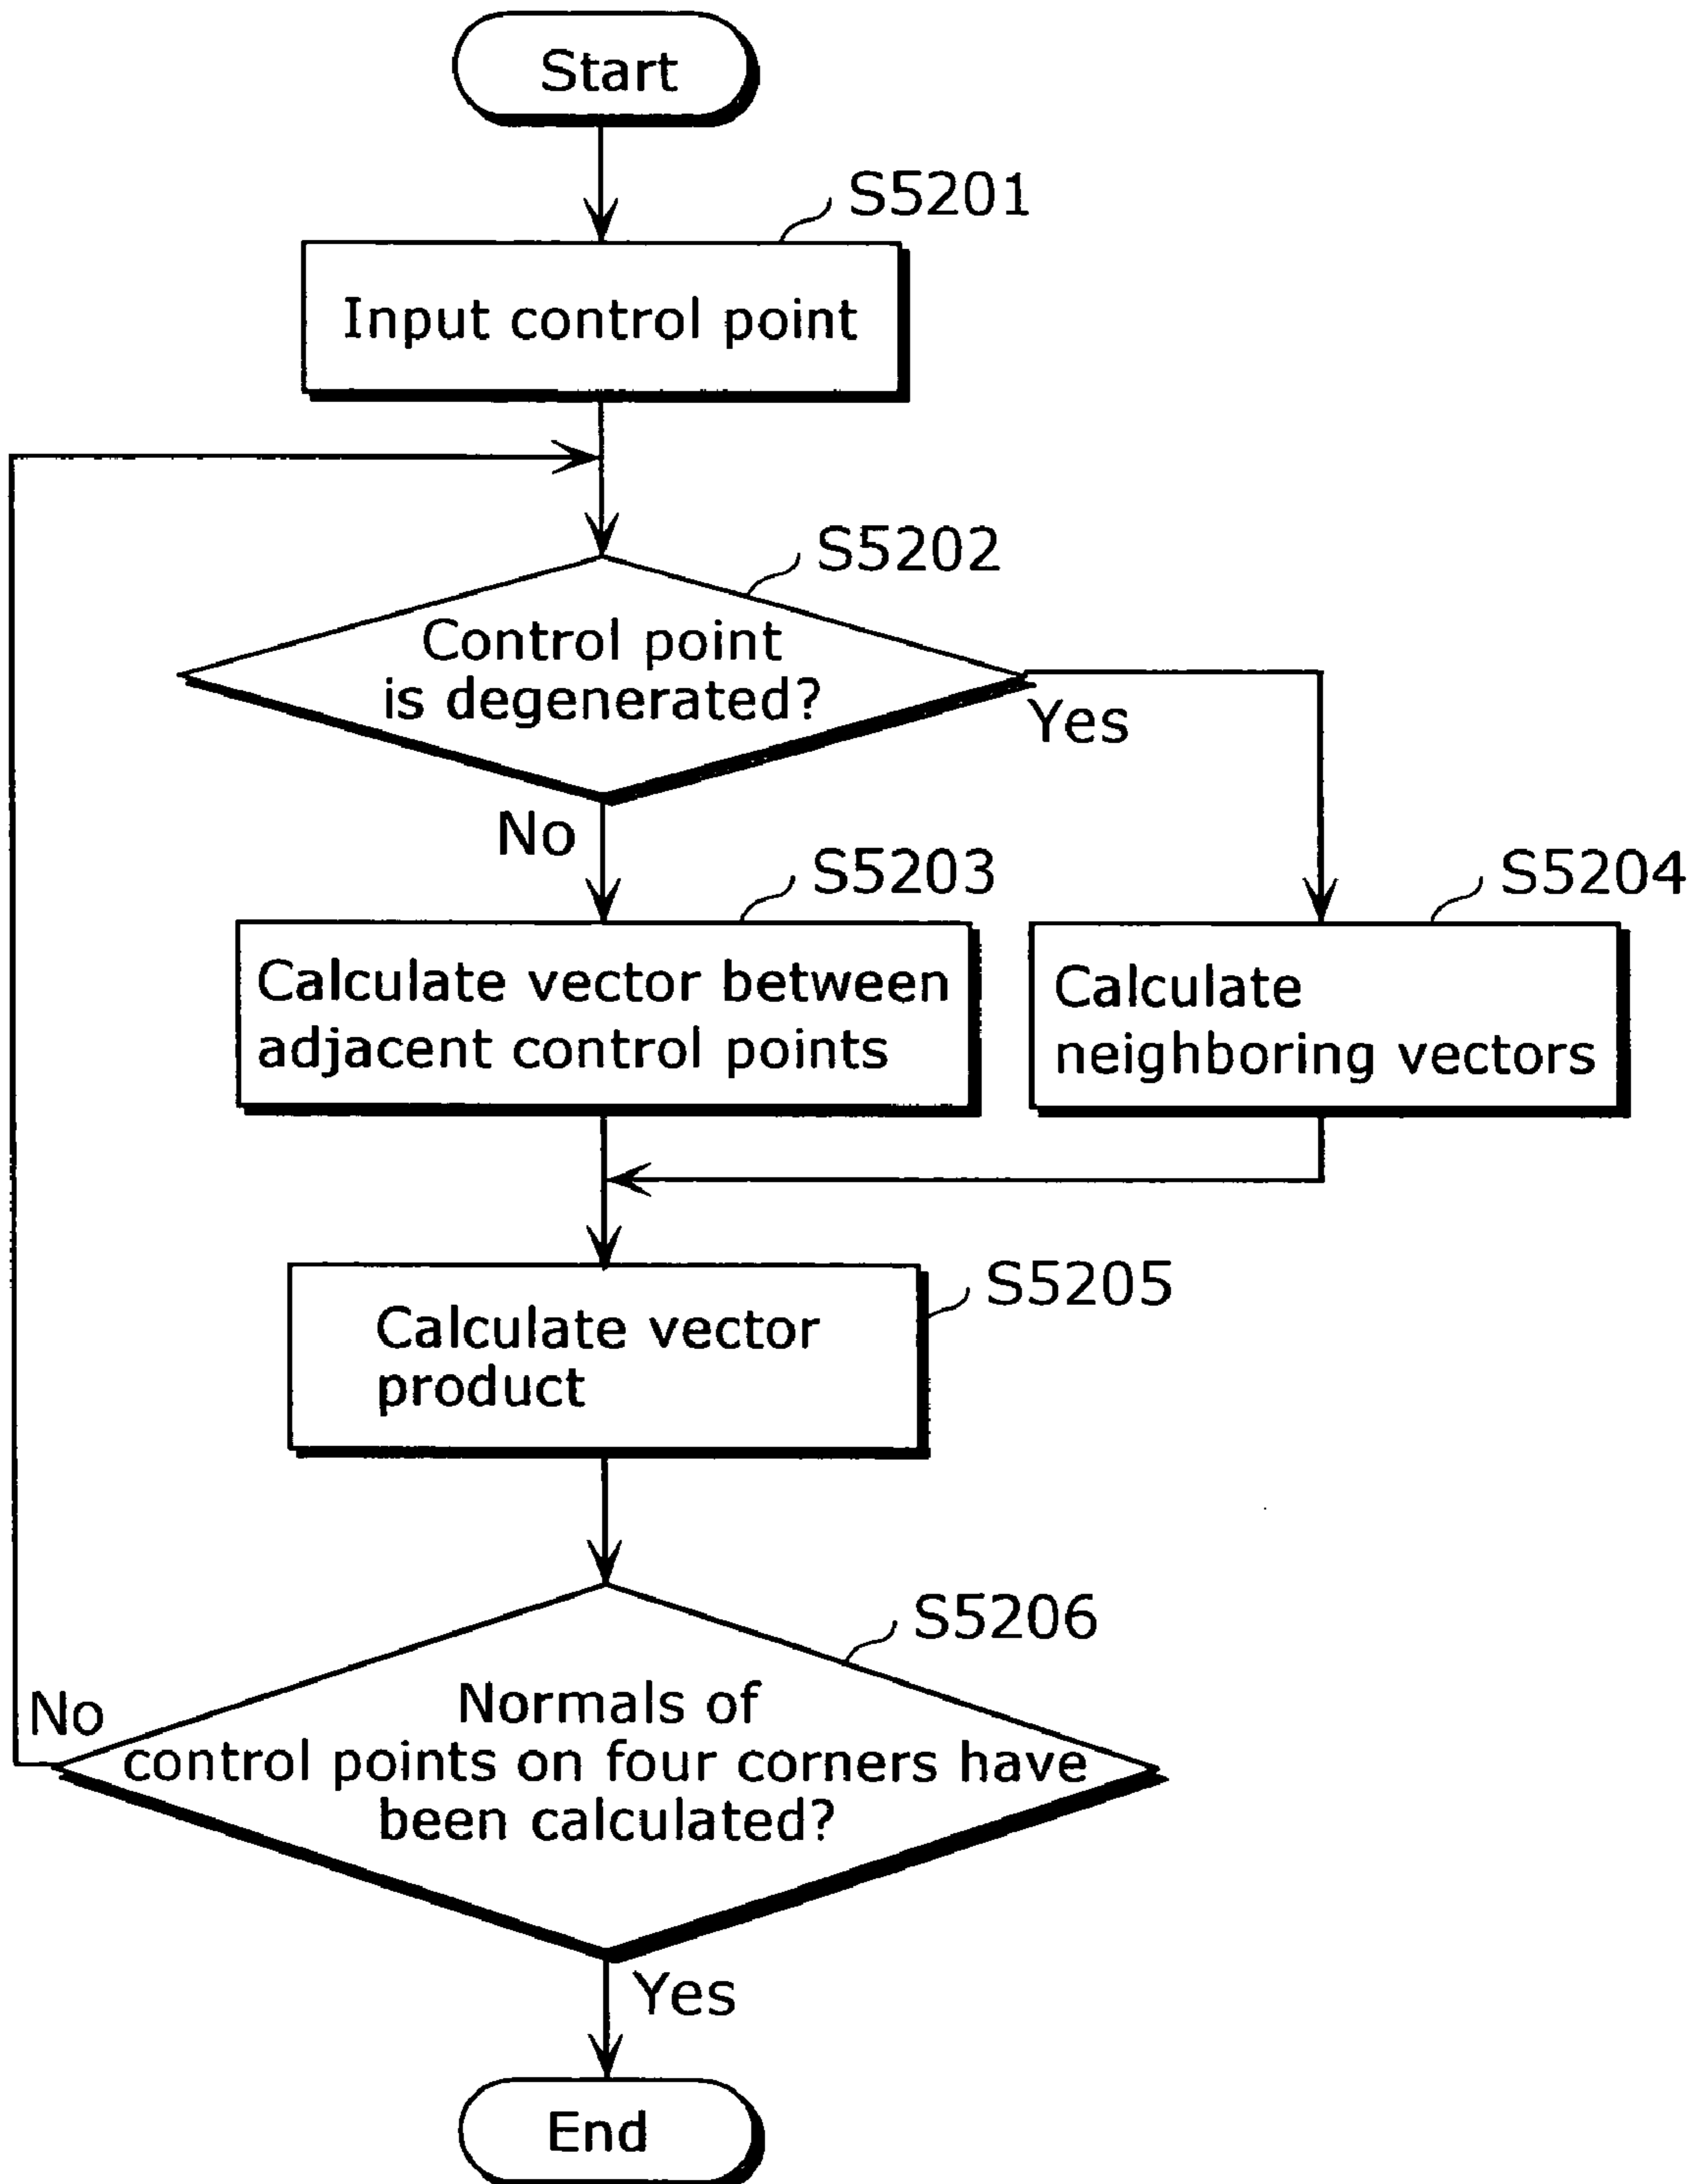 Start
S5201
Input control point
S5202
Control point
is degenerated?
Yes
No
S5203
Calculate vector between
adjacent control points
S5204
Calculate
neighboring vectors
S5205
Calculate vector
product
S5206
No
Normals of
control points on four corners have
been calculated?
Yes
End